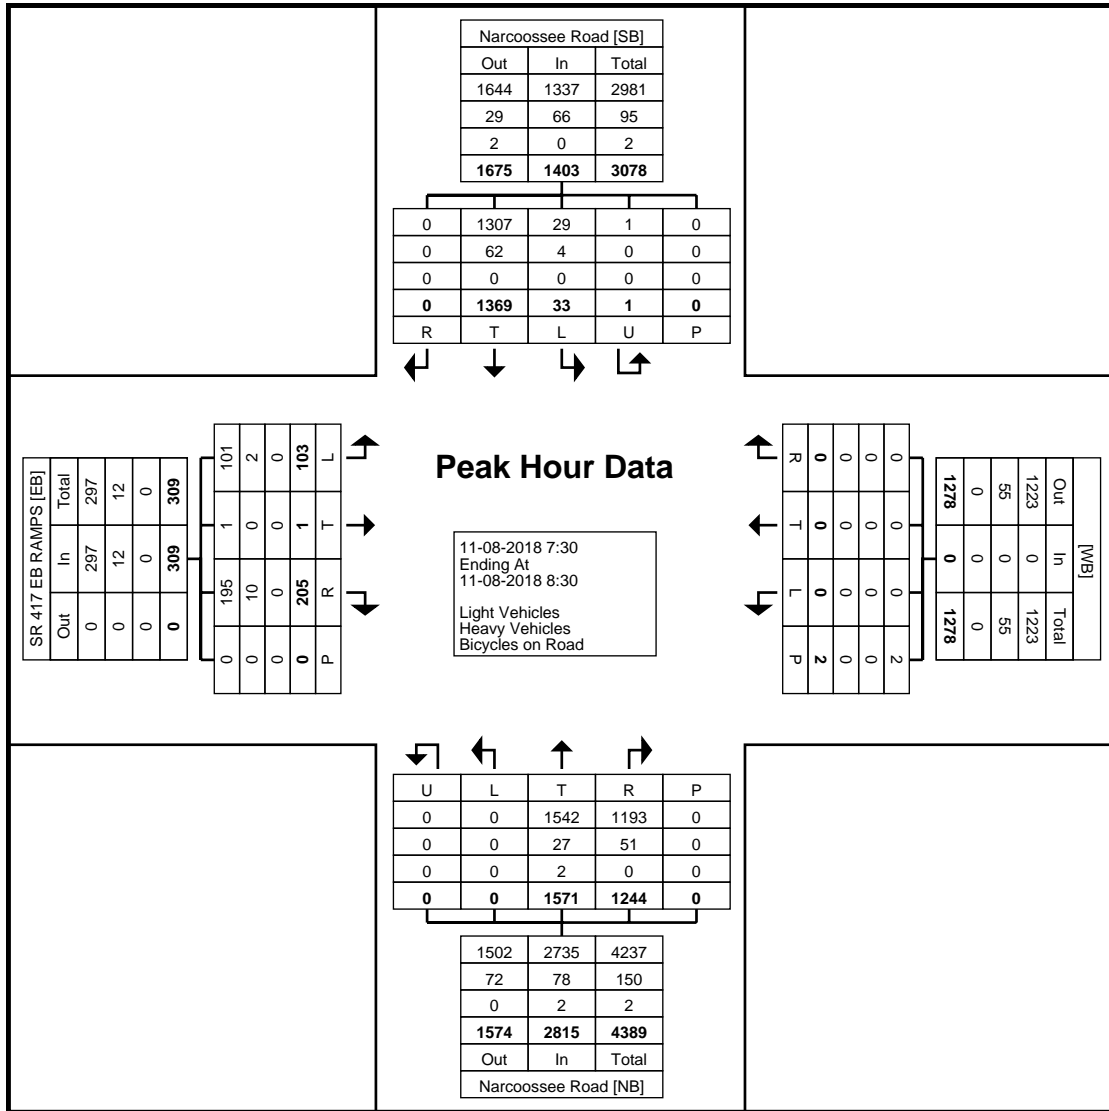 Narcoossee Road [SB]
Out In Total
1644 1337 2981
29 66 95
2 0 2
1675 1403 3078
0 1307 29 1 0
0 62 4 0 0
0 0 0 0 0
0 1369 33 1 0
R T L U P
SR 417 EB RAMPS [EB]
Total In Out
297 297 0
12 12 0
0 0 0
309 309 0
101 1 195 0
2 0 10 0
0 0 0 0
103 1 205 0
L T R P
Peak Hour Data
11-08-2018 7:30
Ending At
11-08-2018 8:30
Light Vehicles
Heavy Vehicles
Bicycles on Road
R T L P
0 0 0 2
0 0 0 0
0 0 0 0
0 0 0 2
[WB]
Out In Total
1223 0 1223
55 0 55
0 0 0
1278 0 1278
U L T R P
0 0 1542 1193 0
0 0 27 51 0
0 0 2 0 0
0 0 1571 1244 0
1502 2735 4237
72 78 150
0 2 2
1574 2815 4389
Out In Total
Narcoossee Road [NB]